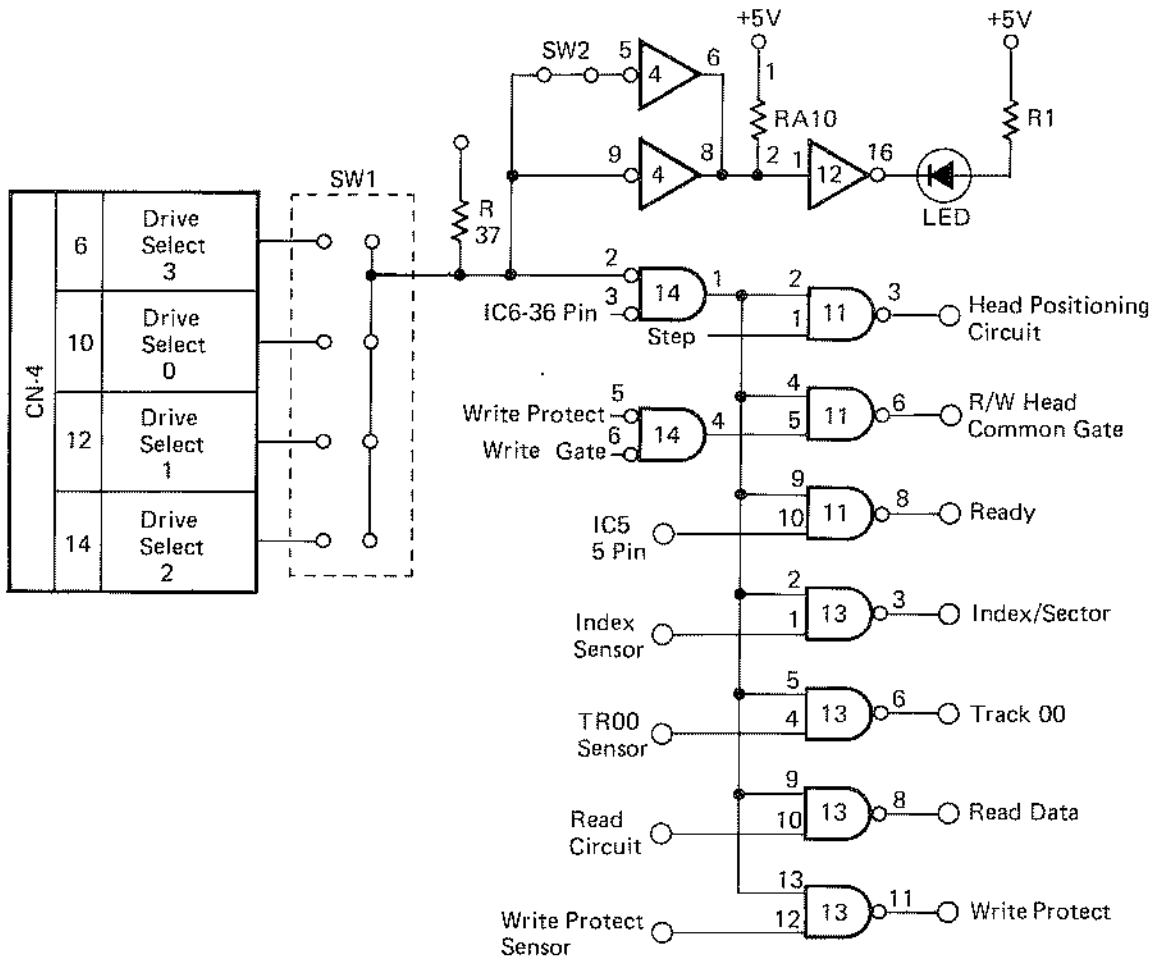 +5V
+5V
SW2
5
4
6
1
RA10
R1
9
4
8
2
1
12
16
LED
SW1
R
37
CN-4
6
Drive
Select
3
10
Drive
Select
0
12
Drive
Select
1
14
Drive
Select
2
2
3
IC6-36 Pin
14
1
Step
2
1
11
3
Head Positioning
Circuit
Write Protect
5
Write Gate
6
14
4
4
5
11
6
R/W Head
Common Gate
IC5
5 Pin
9
10
11
8
Ready
Index
Sensor
2
1
13
3
Index/Sector
TR00
Sensor
5
4
13
6
Track 00
Read
Circuit
9
10
13
8
Read Data
Write Protect
Sensor
13
12
13
11
Write Protect